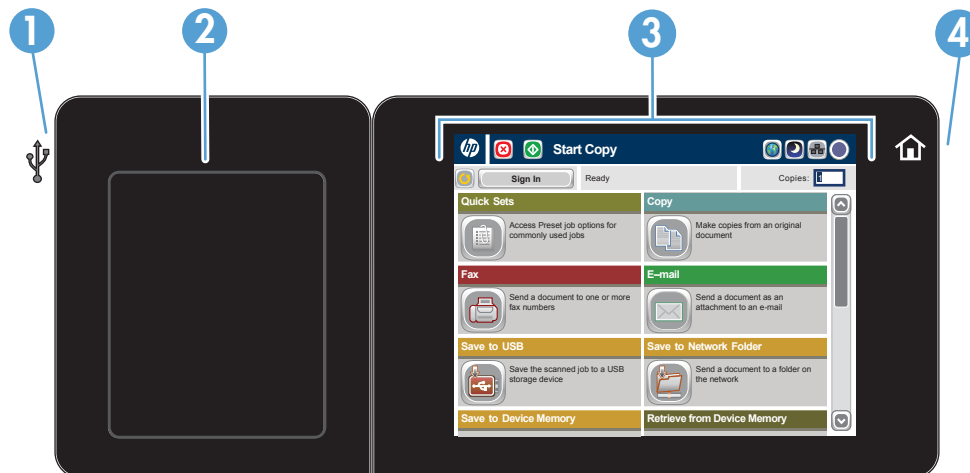 1
2
3
4
hp
Start Copy
Sign In
Ready
Copies: 1
Quick Sets
Access Preset job options for
commonly used jobs
Copy
Make copies from an original
document
Fax
Send a document to one or more
fax numbers
E–mail
Send a document as an
attachment to an e-mail
Save to USB
Save the scanned job to a USB
storage device
Save to Network Folder
Send a document to a folder on
the network
Save to Device Memory
Retrieve from Device Memory